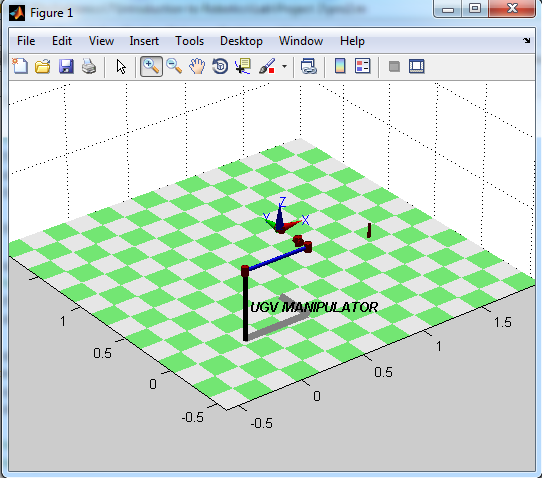 Figure 1
File Edit View Insert Tools Desktop Window Help
Z
Y X
UGV MANIPULATOR
1.5
1 1
0.5 0.5
0 0
-0.5 -0.5